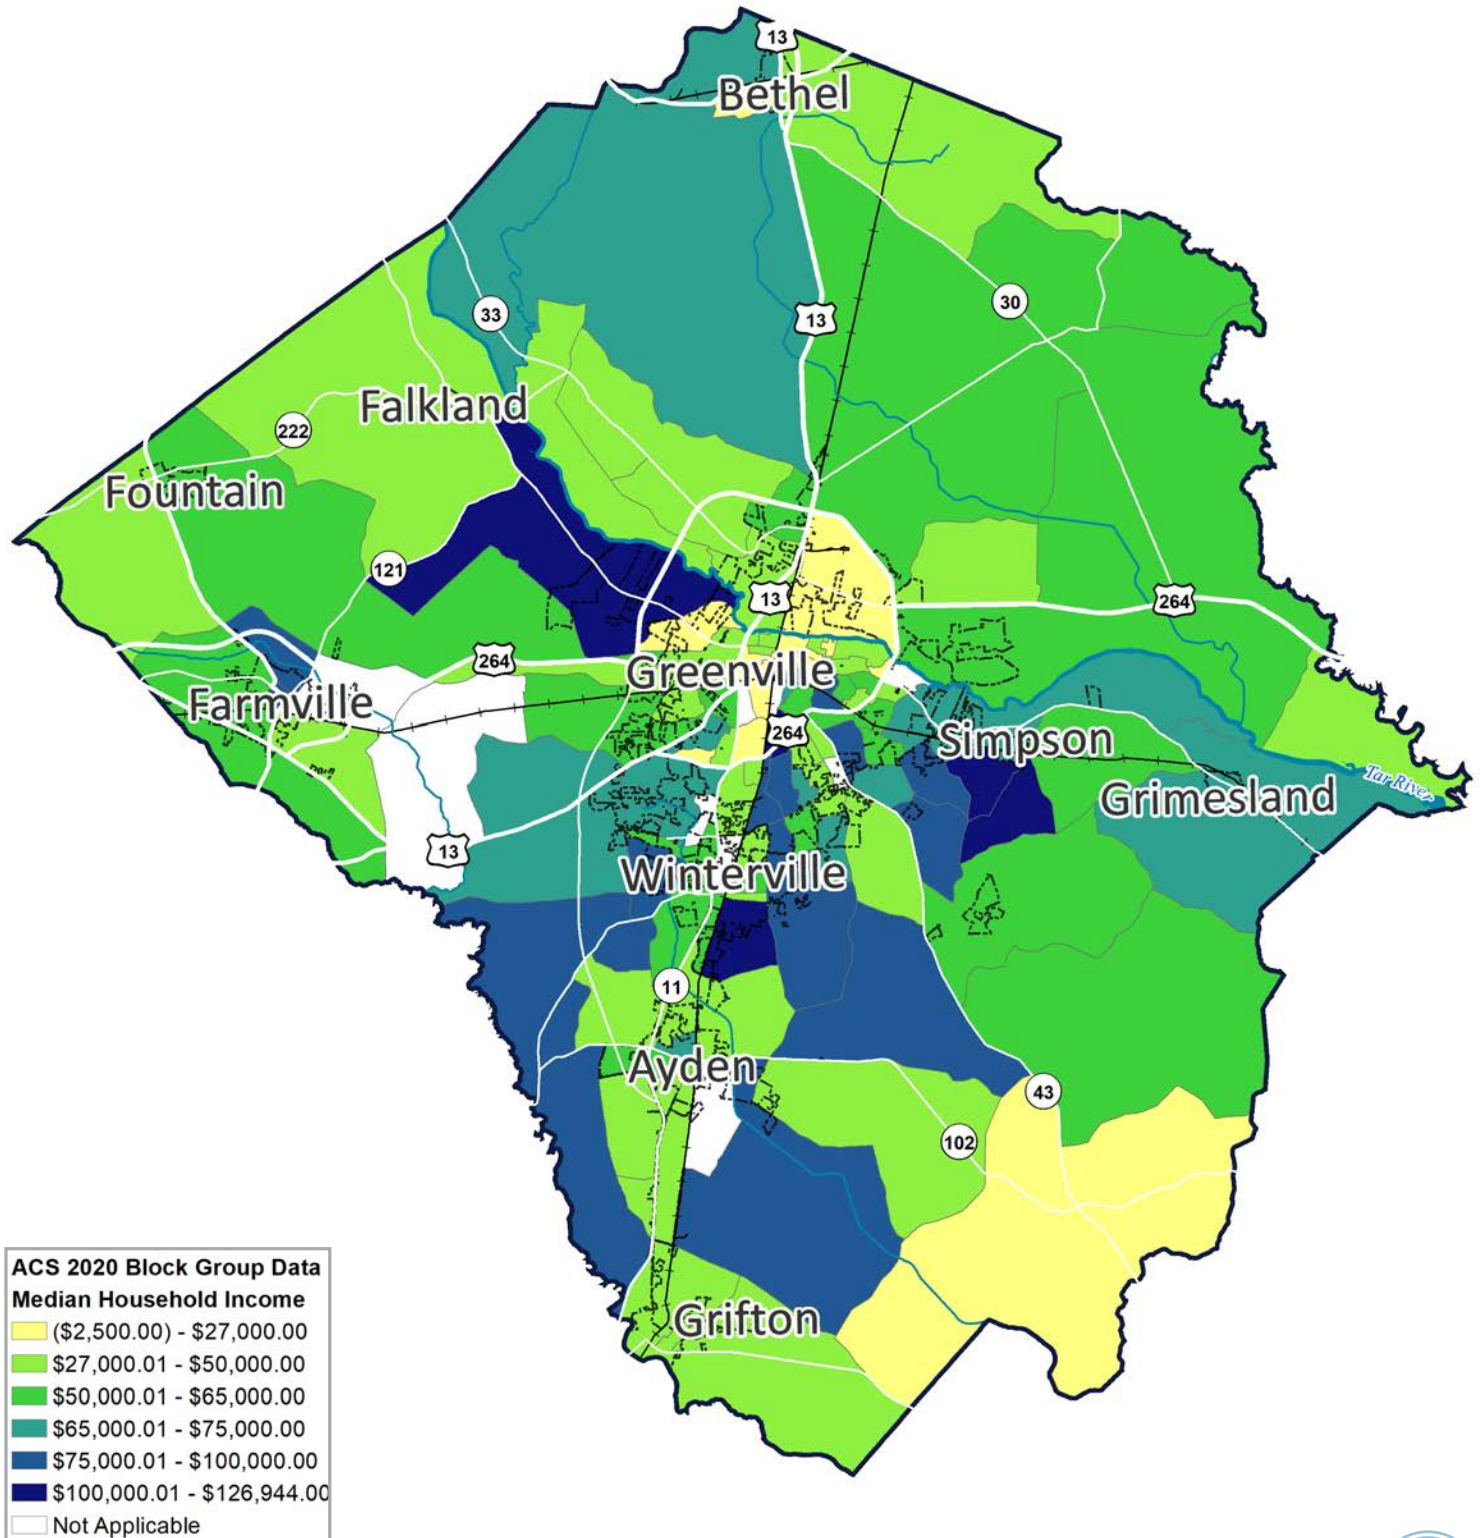 13
Bethel
33
13
30
Falkland
222
Fountain
121
13
264
264
Greenville
Farmville
264
Simpson
Tar River
Grimesland
13
Winterville
11
Ayden
43
102
Grifton
ACS 2020 Block Group Data
Median Household Income
($2,500.00) - $27,000.00
$27,000.01 - $50,000.00
$50,000.01 - $65,000.00
$65,000.01 - $75,000.00
$75,000.01 - $100,000.00
$100,000.01 - $126,944.00
Not Applicable